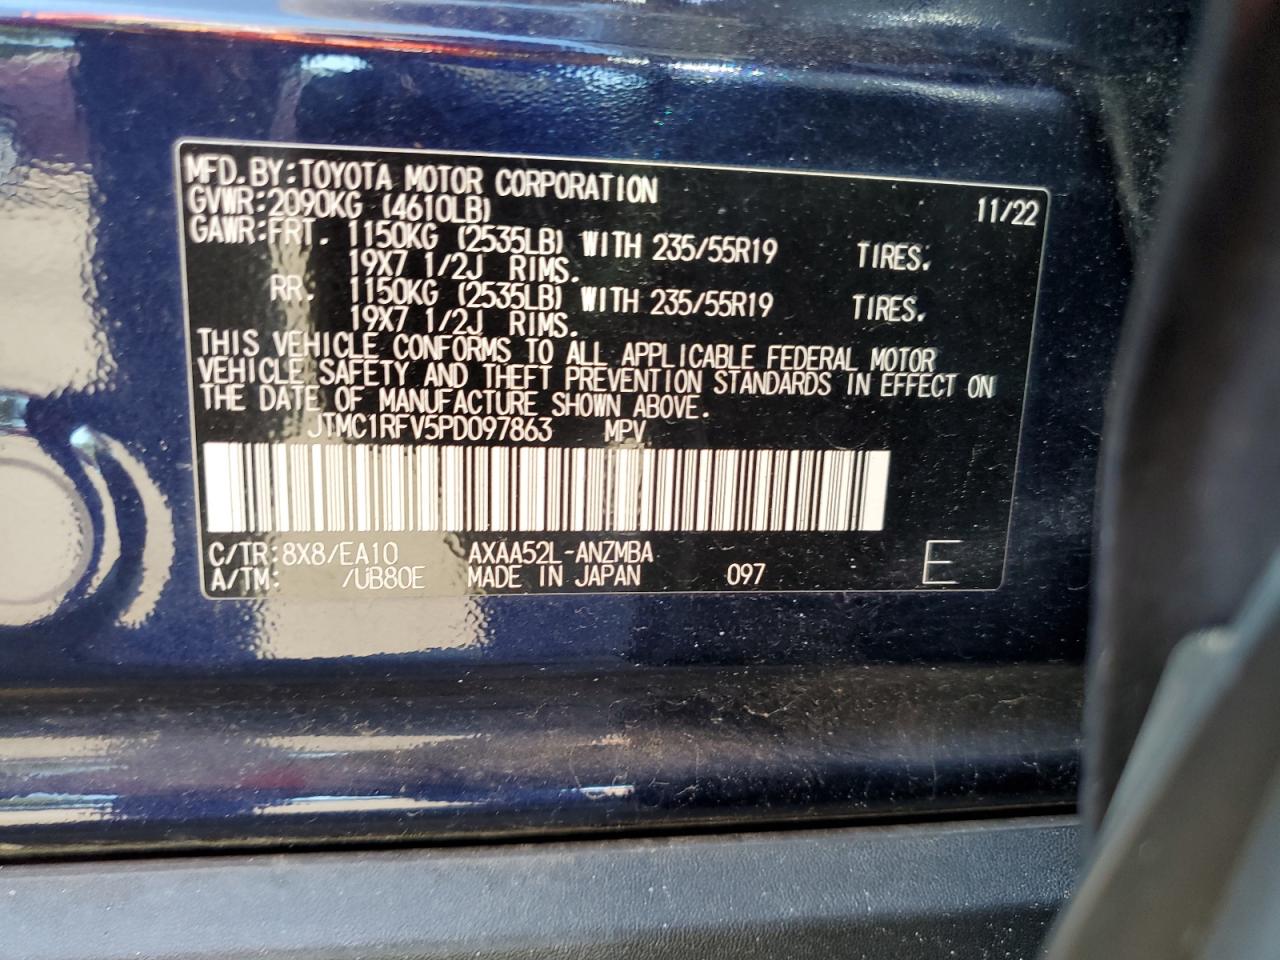 MFD.BY:TOYOTA MOTOR CORPORATION
GVWR:2090KG (4610LB) 11/22
GAWR:FRT. 1150KG (2535LB) WITH 235/55R19 TIRES.
19X7 1/2J RIMS.
RR. 1150KG (2535LB) WITH 235/55R19 TIRES.
19X7 1/2J RIMS.
THIS VEHICLE CONFORMS TO ALL APPLICABLE FEDERAL MOTOR
VEHICLE SAFETY AND THEFT PREVENTION STANDARDS IN EFFECT ON
THE DATE OF MANUFACTURE SHOWN ABOVE.
JTMC1RFV5PD097863 MPV
C/TR:8X8/EA10 AXAA52L-ANZMBA
A/TM: /UB80E MADE IN JAPAN 097 E